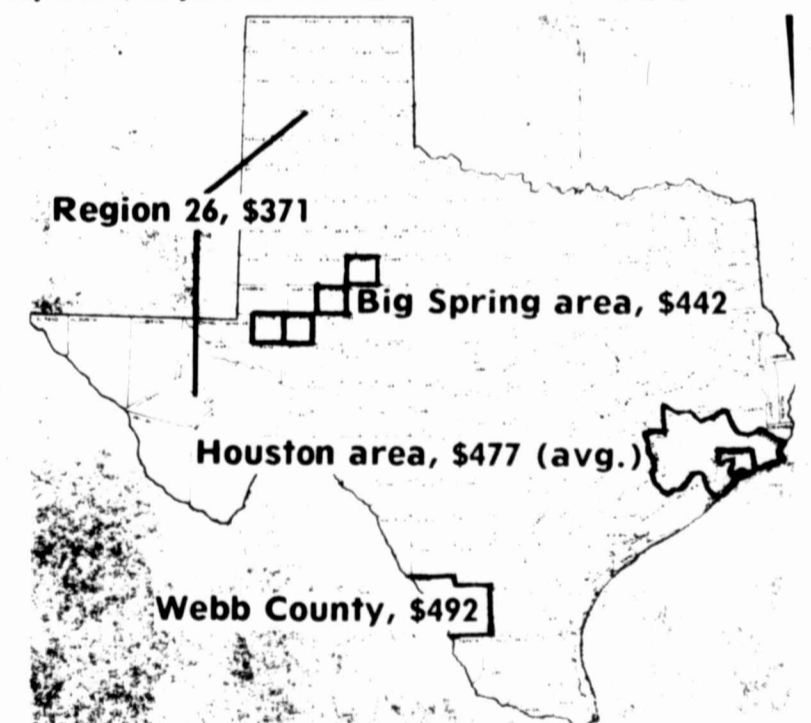 Region 26, $371
Big Spring area, $442
Houston area, $477 (avg.)
Webb County, $492